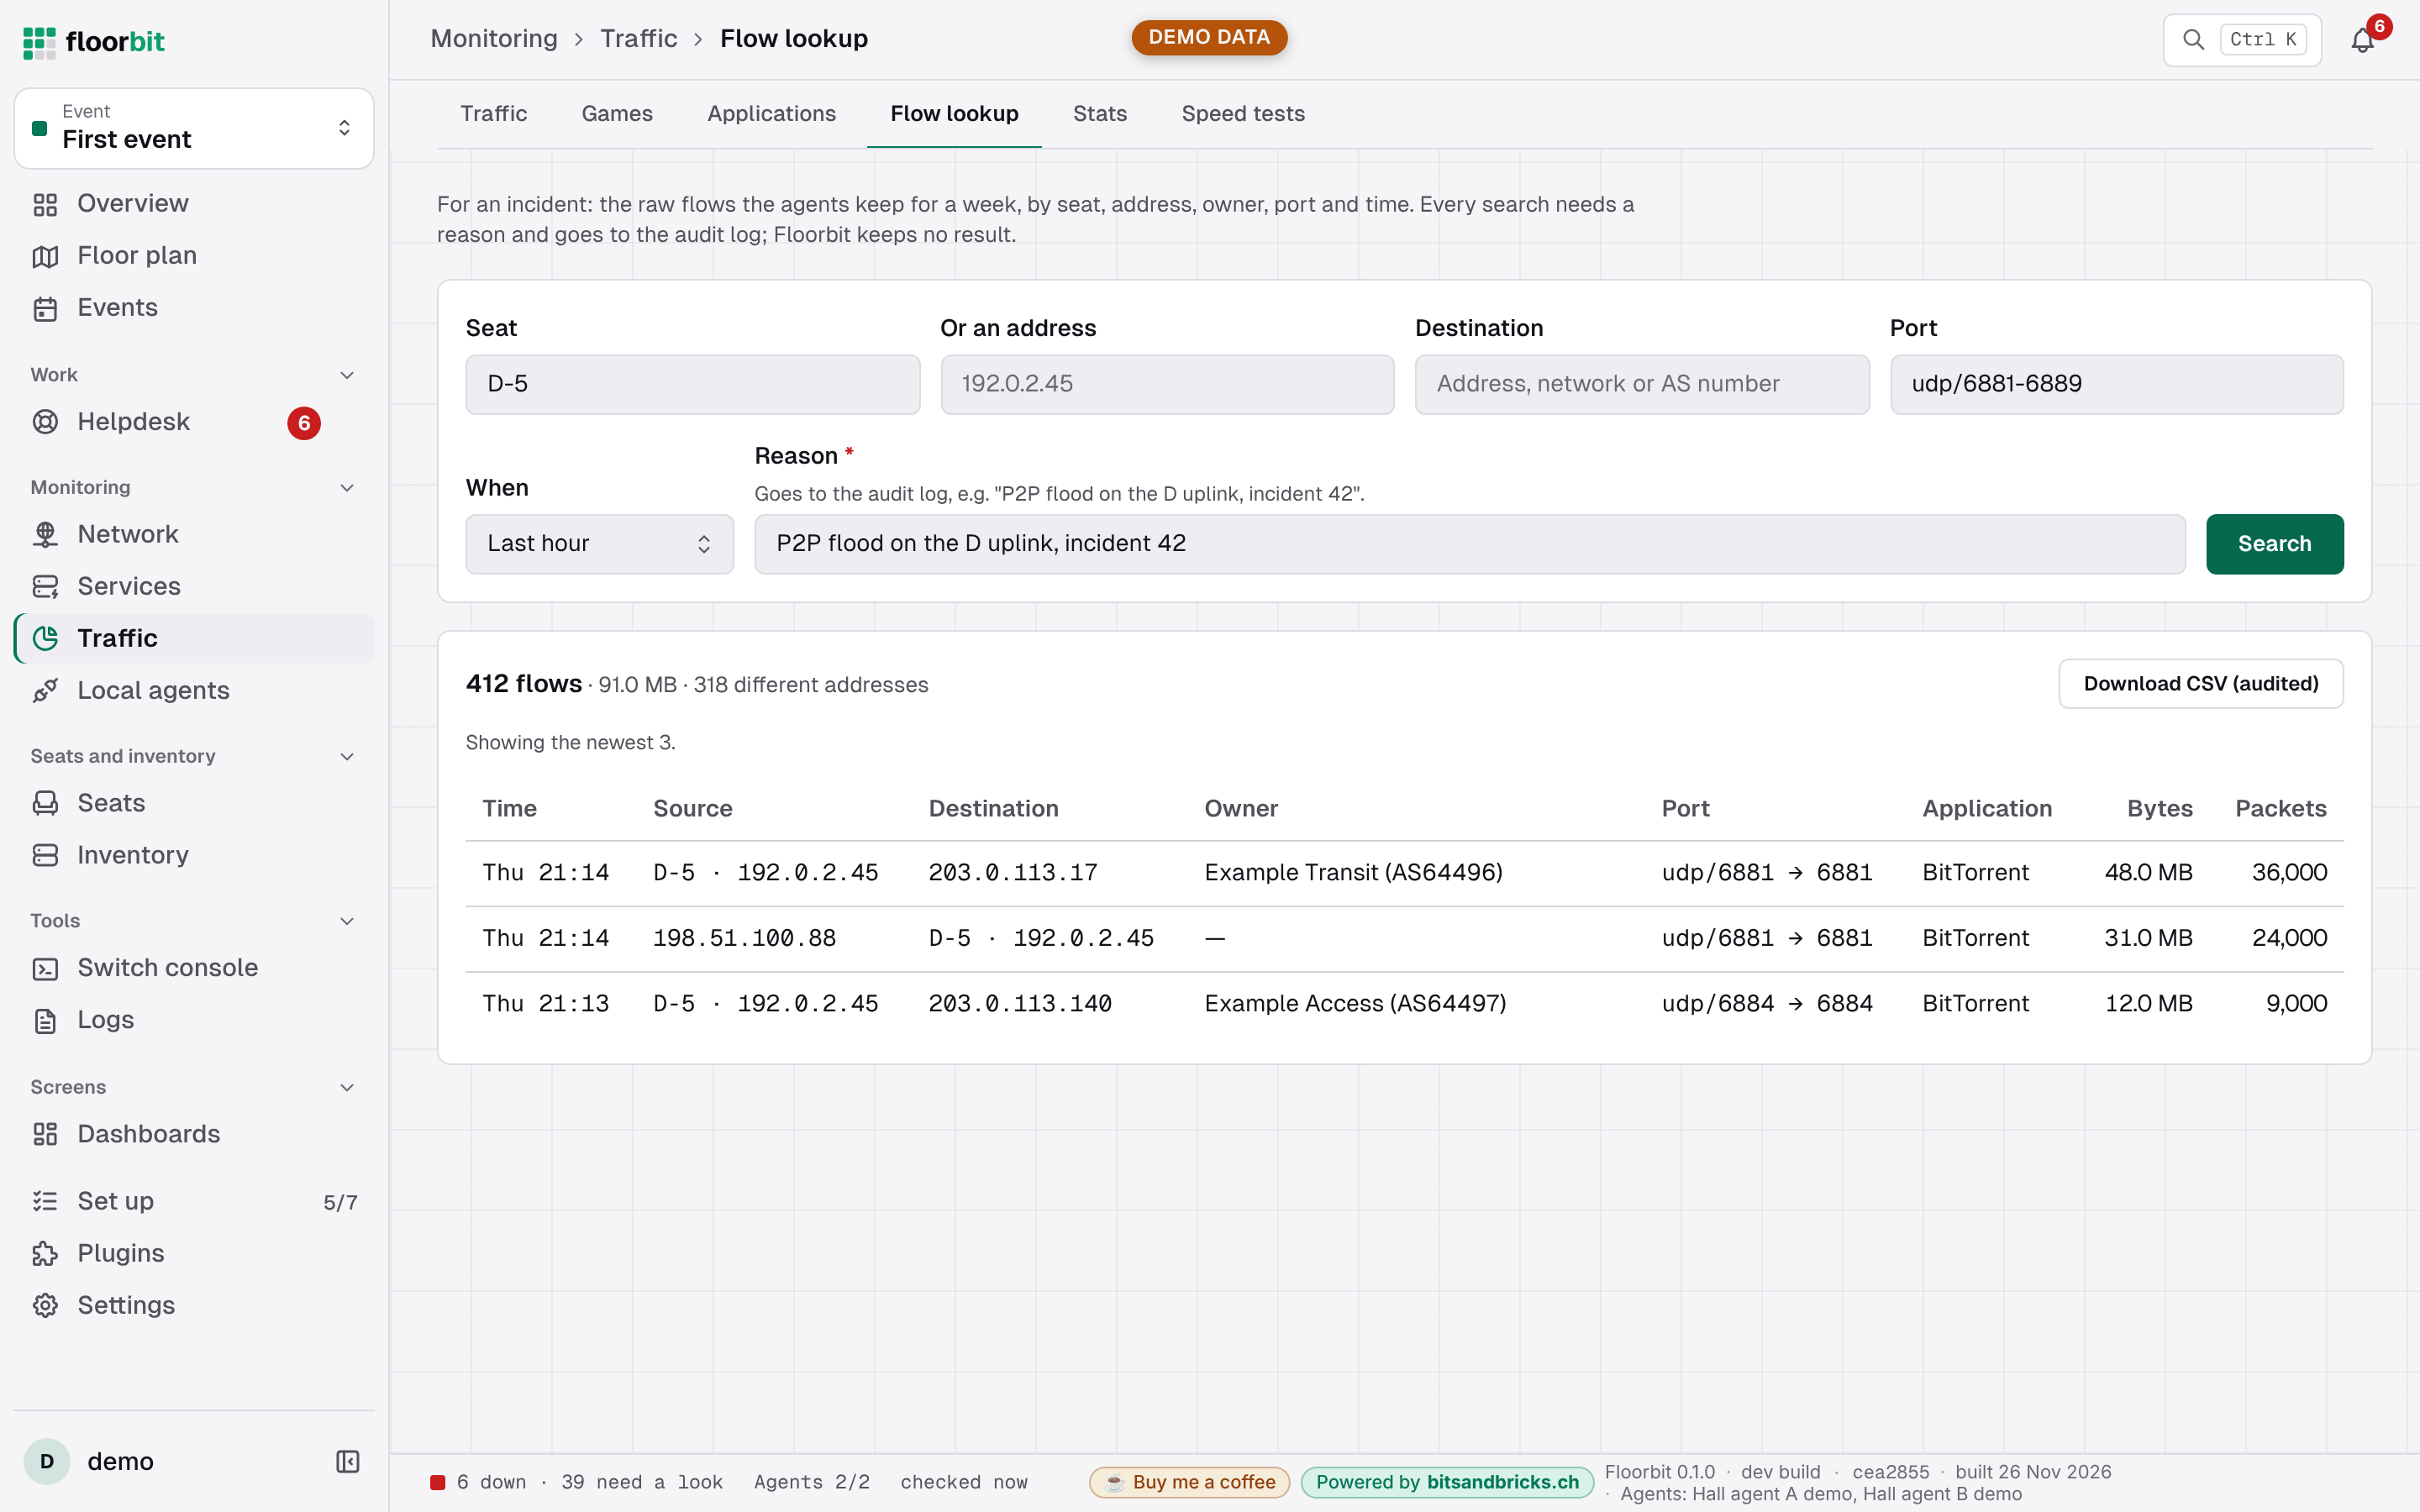 floorbit
Event
First event
Overview
Floor plan
Events
Work
Helpdesk 6
Monitoring
Network
Services
Traffic
Local agents
Seats and inventory
Seats
Inventory
Tools
Switch console
Logs
Screens
Dashboards
Set up 5/7
Plugins
Settings
D demo
Monitoring > Traffic > Flow lookup
DEMO DATA
Ctrl K
6
Traffic Games Applications Flow lookup Stats Speed tests
For an incident: the raw flows the agents keep for a week, by seat, address, owner, port and time. Every search needs a
reason and goes to the audit log; Floorbit keeps no result.
Seat Or an address Destination Port
D-5 192.0.2.45 Address, network or AS number udp/6881-6889
Reason *
When Goes to the audit log, e.g. "P2P flood on the D uplink, incident 42".
Last hour P2P flood on the D uplink, incident 42 Search
412 flows · 91.0 MB · 318 different addresses Download CSV (audited)
Showing the newest 3.
Time Source Destination Owner Port Application Bytes Packets
Thu 21:14 D-5 · 192.0.2.45 203.0.113.17 Example Transit (AS64496) udp/6881 → 6881 BitTorrent 48.0 MB 36,000
Thu 21:14 198.51.100.88 D-5 · 192.0.2.45 — udp/6881 → 6881 BitTorrent 31.0 MB 24,000
Thu 21:13 D-5 · 192.0.2.45 203.0.113.140 Example Access (AS64497) udp/6884 → 6884 BitTorrent 12.0 MB 9,000
6 down · 39 need a look Agents 2/2 checked now
Buy me a coffee
Powered by bitsandbricks.ch
Floorbit 0.1.0 · dev build · cea2855 · built 26 Nov 2026
· Agents: Hall agent A demo, Hall agent B demo